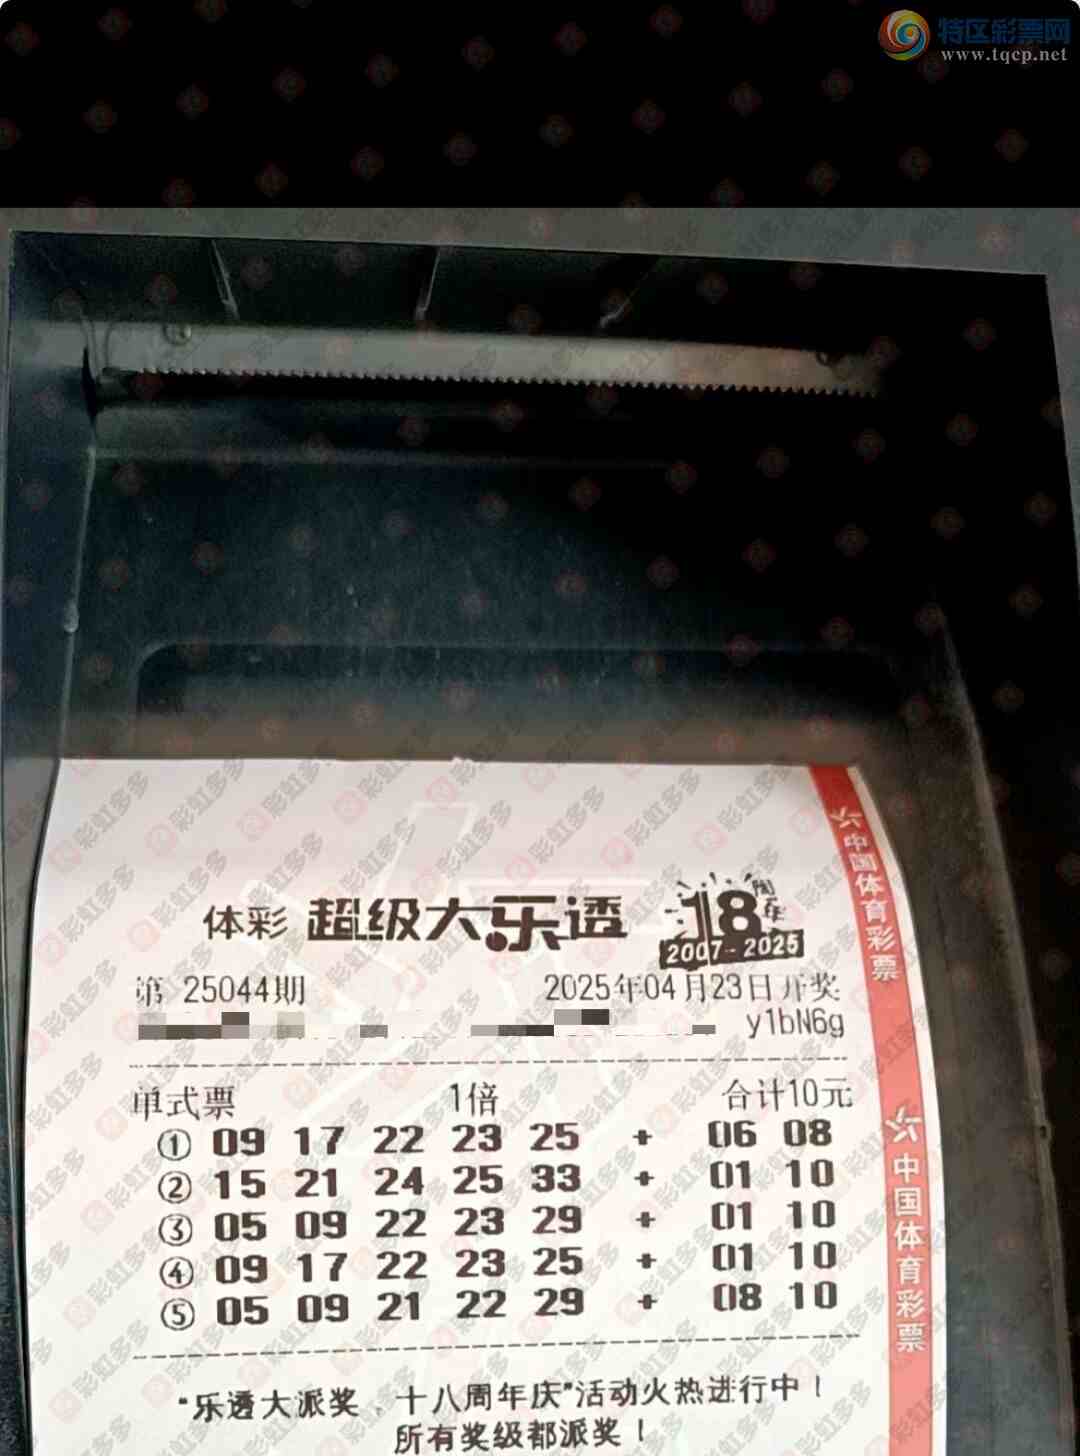 特区彩票网
www.tqcp.net
体彩 超级大乐透 18周年
2007-2025
第 25044期 2025年04月23日开奖
y1bN6g
单式票 1倍 合计10元
① 09 17 22 23 25 + 06 08
② 15 21 24 25 33 + 01 10
③ 05 09 22 23 29 + 01 10
④ 09 17 22 23 25 + 01 10
⑤ 05 09 21 22 29 + 08 10
“乐透大派奖,十八周年庆”活动火热进行中!
所有奖级都派奖!
中国体育彩票
中国体育彩票
彩虹多多